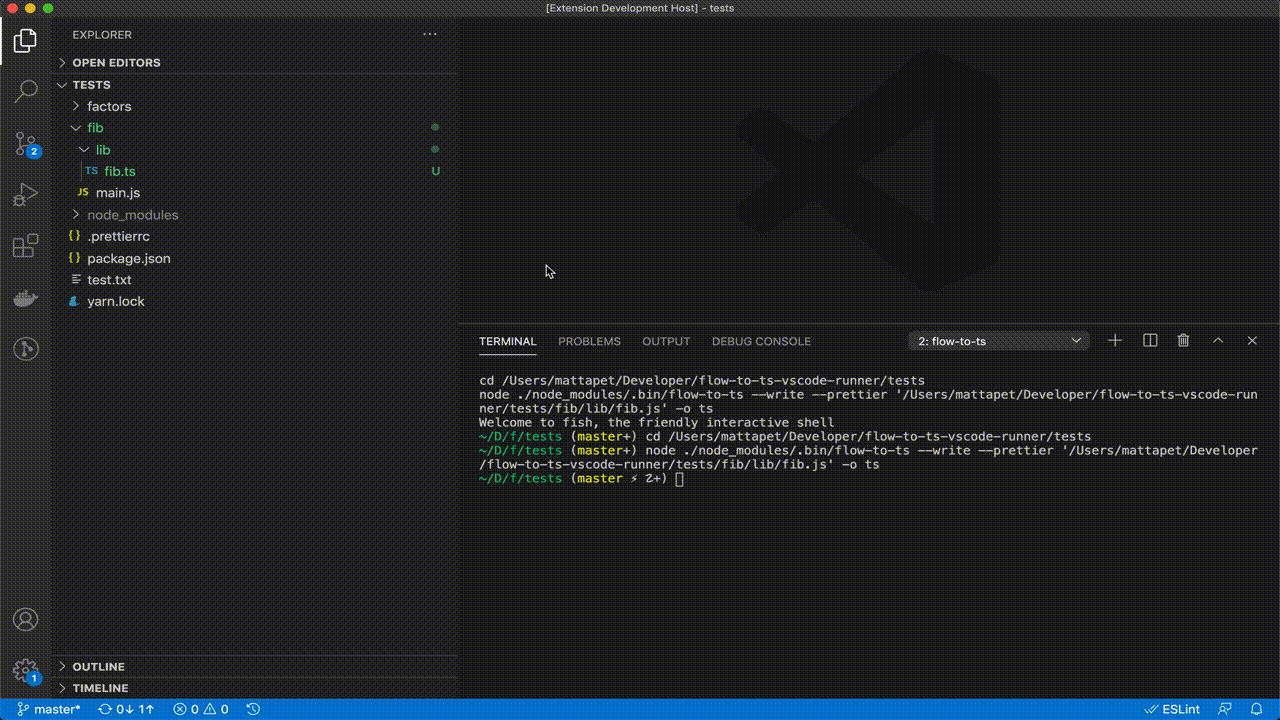 [Extension Development Host] - tests
EXPLORER
OPEN EDITORS
TESTS
factors
fib
lib
TS fib.ts U
JS main.js
node_modules
{} .prettierrc
{} package.json
test.txt
yarn.lock
OUTLINE
TIMELINE
2
1
TERMINAL PROBLEMS OUTPUT DEBUG CONSOLE 2: flow-to-ts
cd /Users/mattapet/Developer/flow-to-ts-vscode-runner/tests
node ./node_modules/.bin/flow-to-ts --write --prettier '/Users/mattapet/Developer/flow-to-ts-vscode-run
ner/tests/fib/lib/fib.js' -o ts
Welcome to fish, the friendly interactive shell
~/D/f/tests (master+) cd /Users/mattapet/Developer/flow-to-ts-vscode-runner/tests
~/D/f/tests (master+) node ./node_modules/.bin/flow-to-ts --write --prettier '/Users/mattapet/Developer
/flow-to-ts-vscode-runner/tests/fib/lib/fib.js' -o ts
~/D/f/tests (master ⚡ ☡+)
master* 0↓ 1↑ 0 0 ESLint